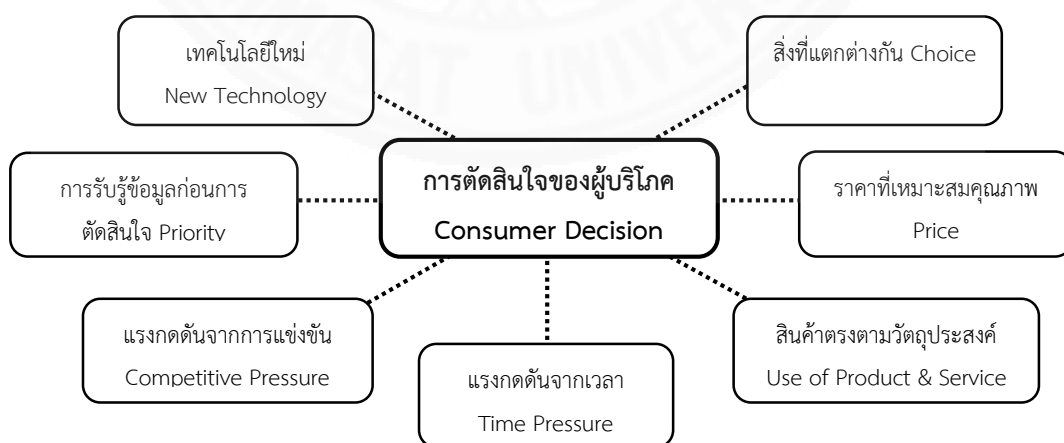 เทคโนโลยีใหม่
New Technology
สิ่งที่แตกต่างกัน Choice
การตัดสินใจของผู้บริโภค
Consumer Decision
การรับรู้ข้อมูลก่อนการ
ตัดสินใจ Priority
ราคาที่เหมาะสมคุณภาพ
Price
แรงกดดันจากการแข่งขัน
Competitive Pressure
แรงกดดันจากเวลา
Time Pressure
สินค้าตรงตามวัตถุประสงค์
Use of Product & Service